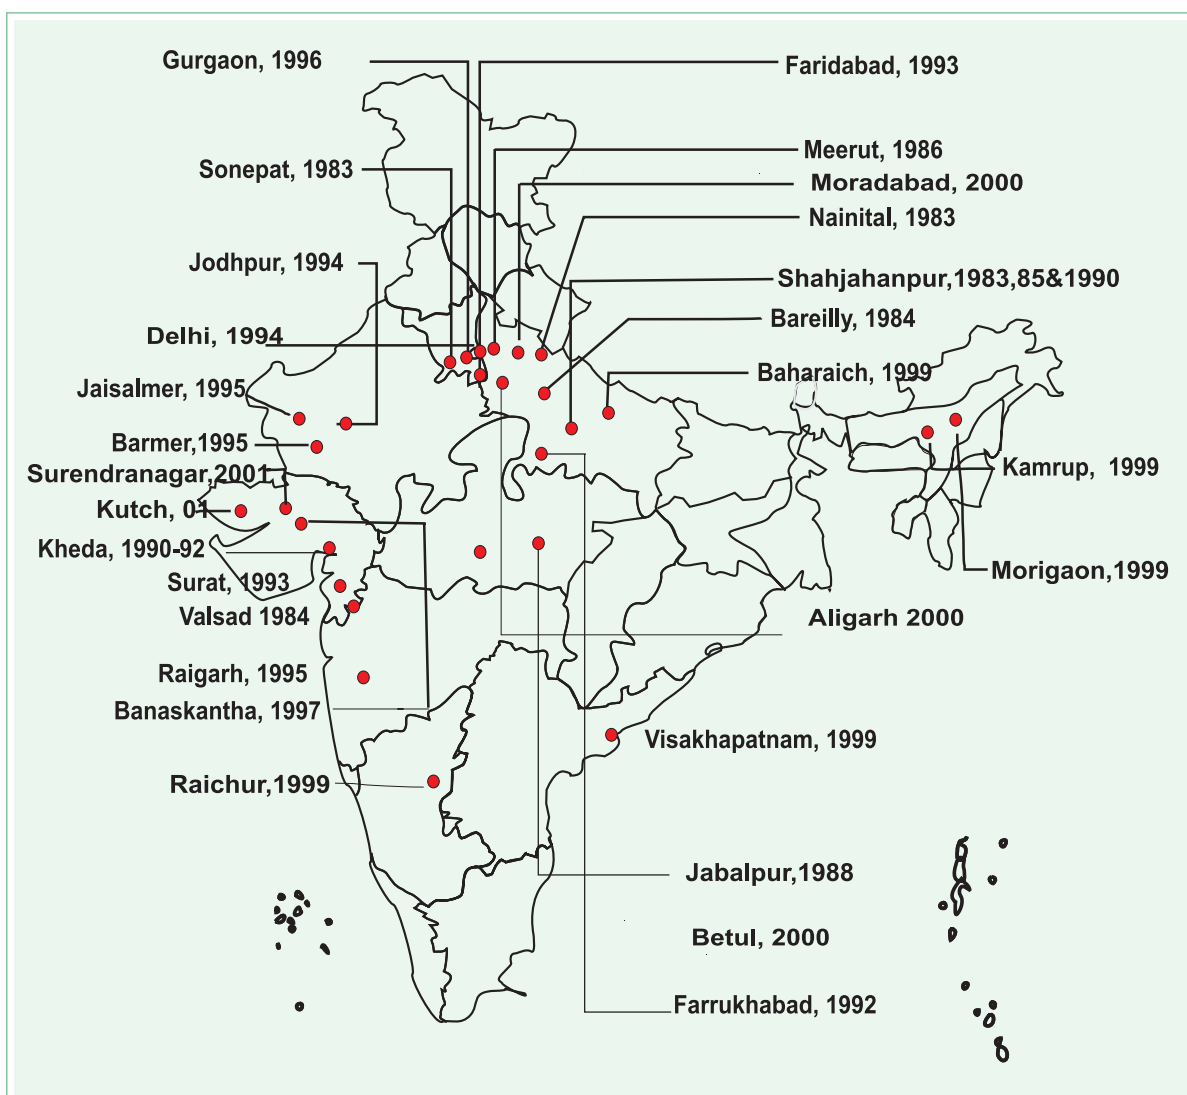 Gurgaon, 1996
Faridabad, 1993
Sonepat, 1983
Meerut, 1986
Moradabad, 2000
Nainital, 1983
Jodhpur, 1994
Shahjahanpur,1983,85&1990
Delhi, 1994
Bareilly, 1984
Jaisalmer, 1995
Baharaich, 1999
Barmer,1995
Surendranagar,2001
Kamrup, 1999
Kutch, 01
Kheda, 1990-92
Morigaon,1999
Surat, 1993
Valsad 1984
Aligarh 2000
Raigarh, 1995
Banaskantha, 1997
Visakhapatnam, 1999
Raichur,1999
Jabalpur,1988
Betul, 2000
Farrukhabad, 1992